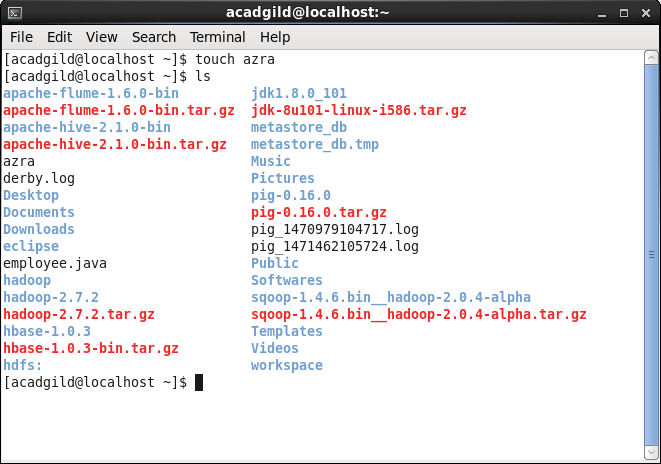 acadgild@localhost:~
File Edit View Search Terminal Help
[acadgild@localhost ~]$ touch azra
[acadgild@localhost ~]$ ls
apache-flume-1.6.0-bin jdk1.8.0_101
apache-flume-1.6.0-bin.tar.gz jdk-8u101-linux-i586.tar.gz
apache-hive-2.1.0-bin metastore_db
apache-hive-2.1.0-bin.tar.gz metastore_db.tmp
azra Music
derby.log Pictures
Desktop pig-0.16.0
Documents pig-0.16.0.tar.gz
Downloads pig_1470979104717.log
eclipse pig_1471462105724.log
employee.java Public
hadoop Softwares
hadoop-2.7.2 sqoop-1.4.6.bin__hadoop-2.0.4-alpha
hadoop-2.7.2.tar.gz sqoop-1.4.6.bin__hadoop-2.0.4-alpha.tar.gz
hbase-1.0.3 Templates
hbase-1.0.3-bin.tar.gz Videos
hdfs: workspace
[acadgild@localhost ~]$